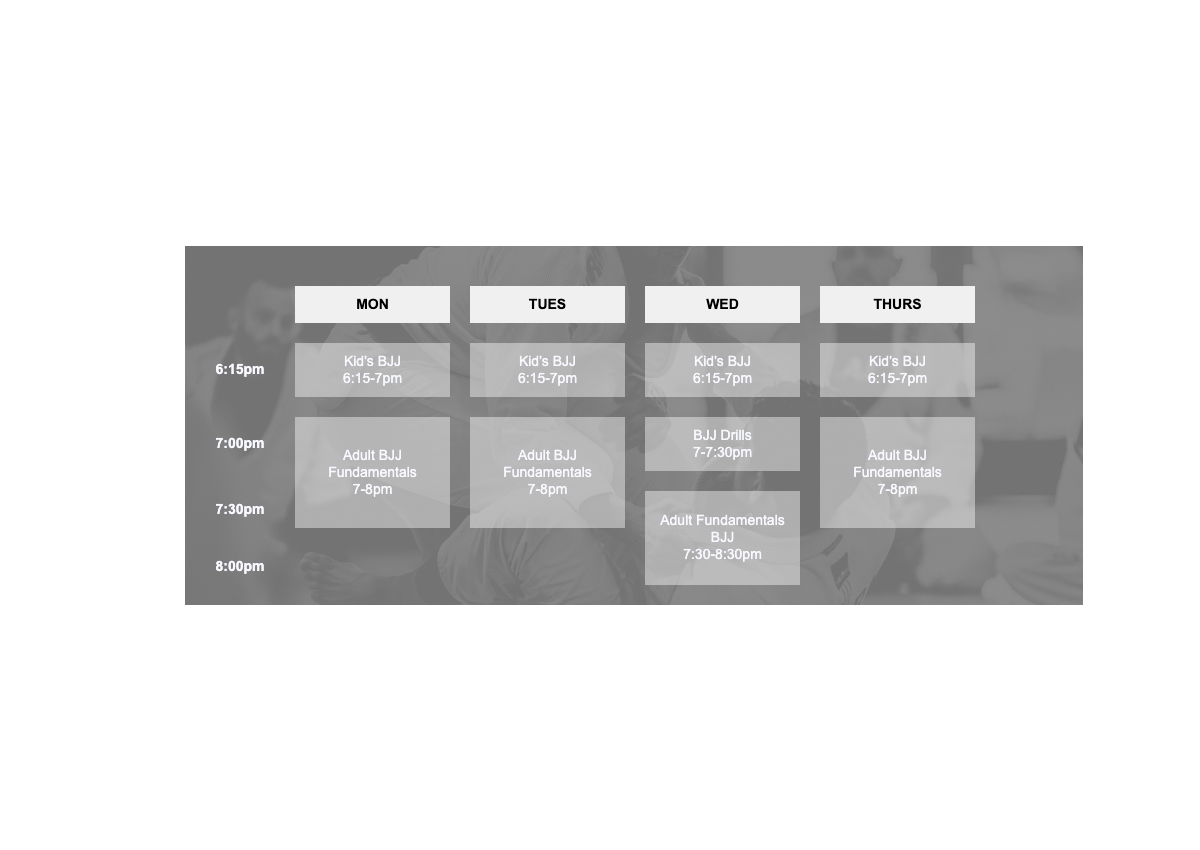 MON
TUES
WED
THURS
6:15pm
Kid's BJJ
6:15-7pm
Kid's BJJ
6:15-7pm
Kid's BJJ
6:15-7pm
Kid's BJJ
6:15-7pm
7:00pm
Adult BJJ
Fundamentals
7-8pm
Adult BJJ
Fundamentals
7-8pm
BJJ Drills
7-7:30pm
Adult BJJ
Fundamentals
7-8pm
7:30pm
Adult Fundamentals
BJJ
7:30-8:30pm
8:00pm